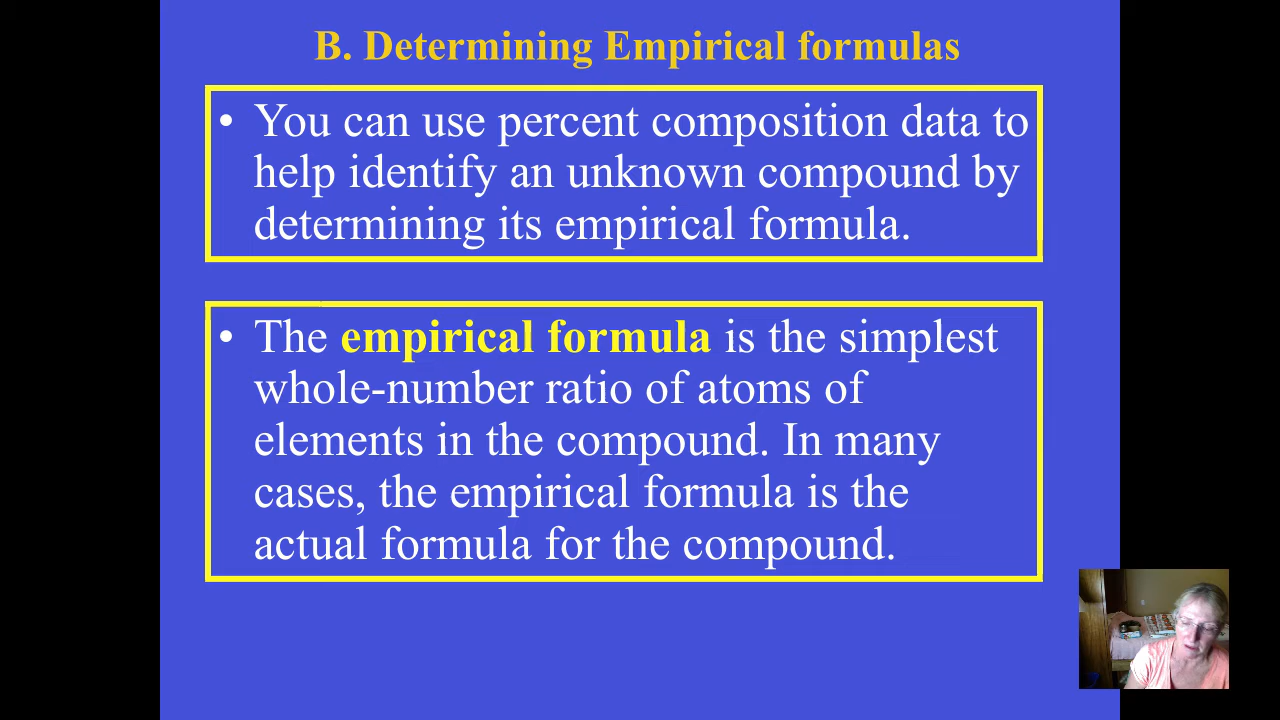 B. Determining Empirical formulas
• You can use percent composition data to
help identify an unknown compound by
determining its empirical formula.
• The empirical formula is the simplest
whole-number ratio of atoms of
elements in the compound. In many
cases, the empirical formula is the
actual formula for the compound.